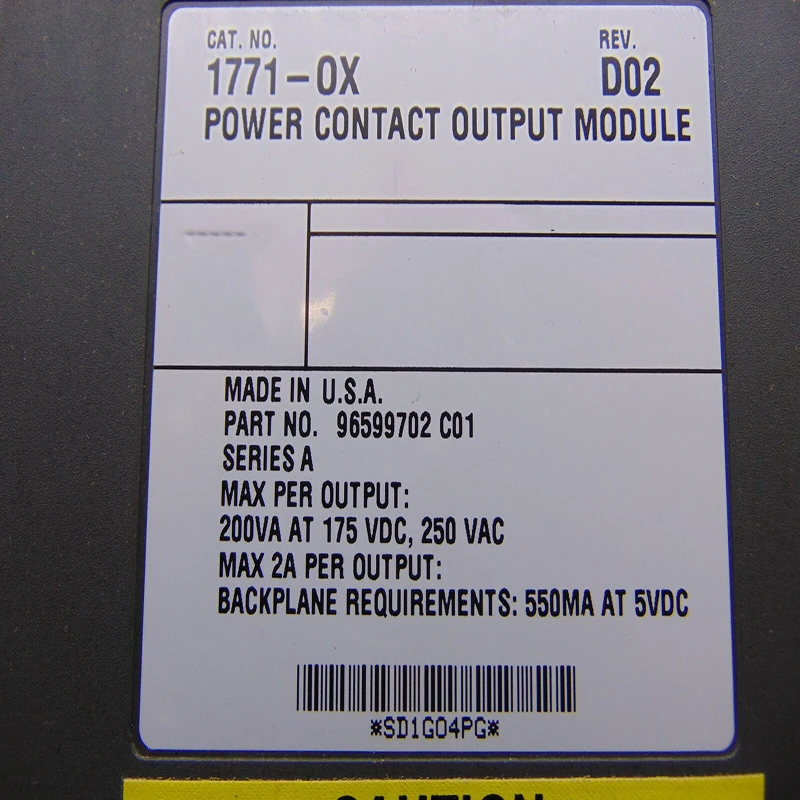 CAT. NO. REV.
1771-OX D02
POWER CONTACT OUTPUT MODULE
MADE IN U.S.A.
PART NO. 96599702 C01
SERIES A
MAX PER OUTPUT:
200VA AT 175 VDC, 250 VAC
MAX 2A PER OUTPUT:
BACKPLANE REQUIREMENTS: 550MA AT 5VDC
*SD1G04PG*
CAUTION